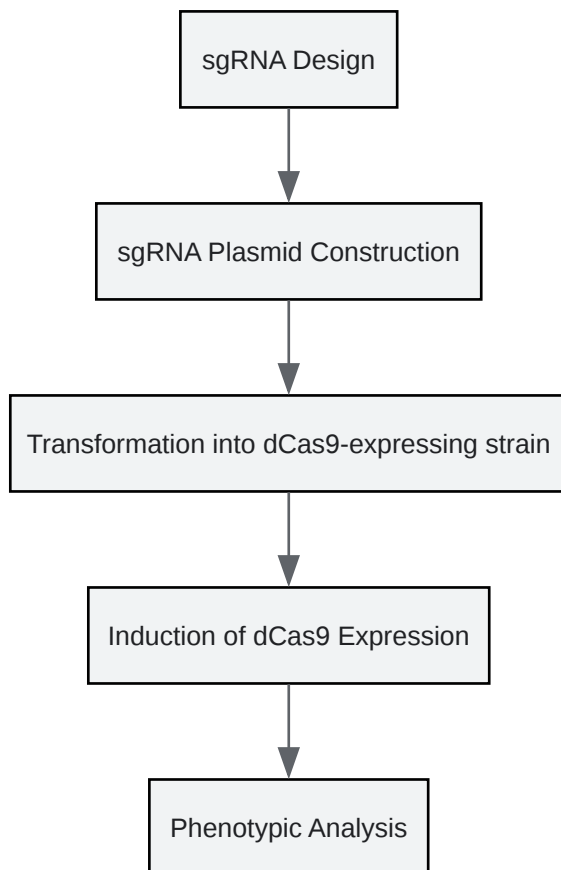 sgRNA Design
sgRNA Plasmid Construction
Transformation into dCas9-expressing strain
Induction of dCas9 Expression
Phenotypic Analysis